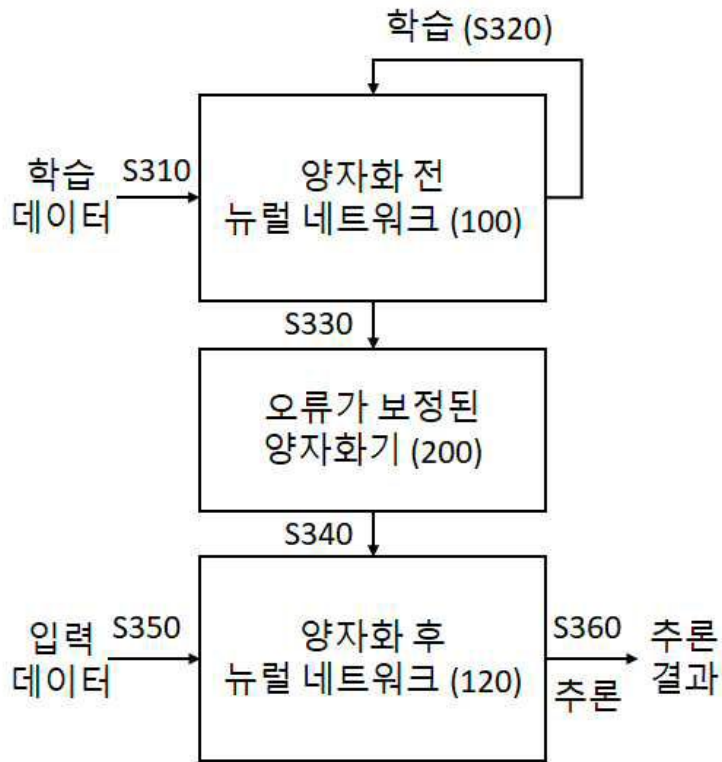 학습 (S320)
학습
데이터
S310
양자화 전
뉴럴 네트워크 (100)
S330
오류가 보정된
양자화기 (200)
S340
입력
데이터
S350
양자화 후
뉴럴 네트워크 (120)
S360
추론
추론
결과